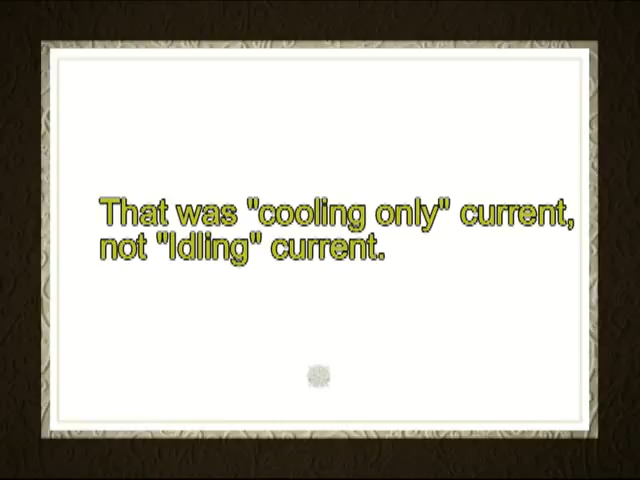 That was "cooling only" current,
not "Idling" current.